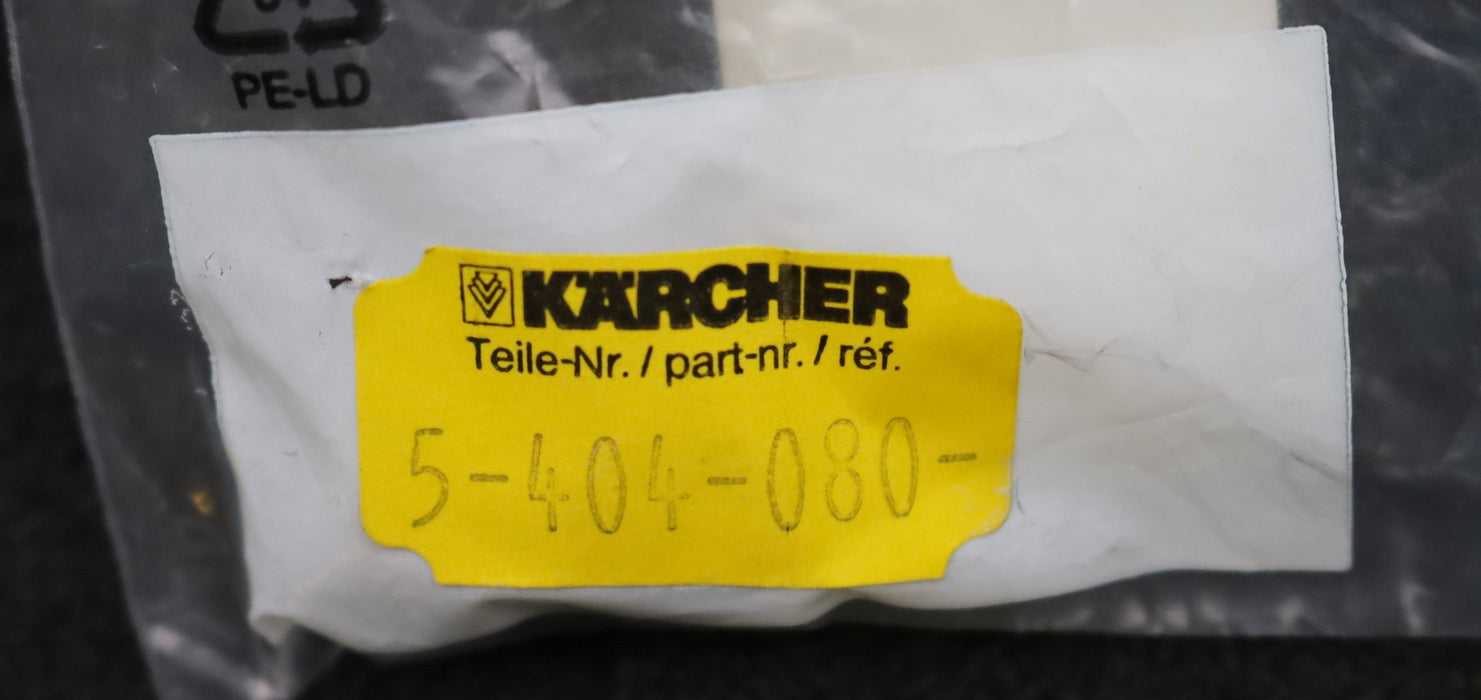 PE-LD
KÄRCHER
Teile-Nr. / part-nr. / réf.
5-404-080-